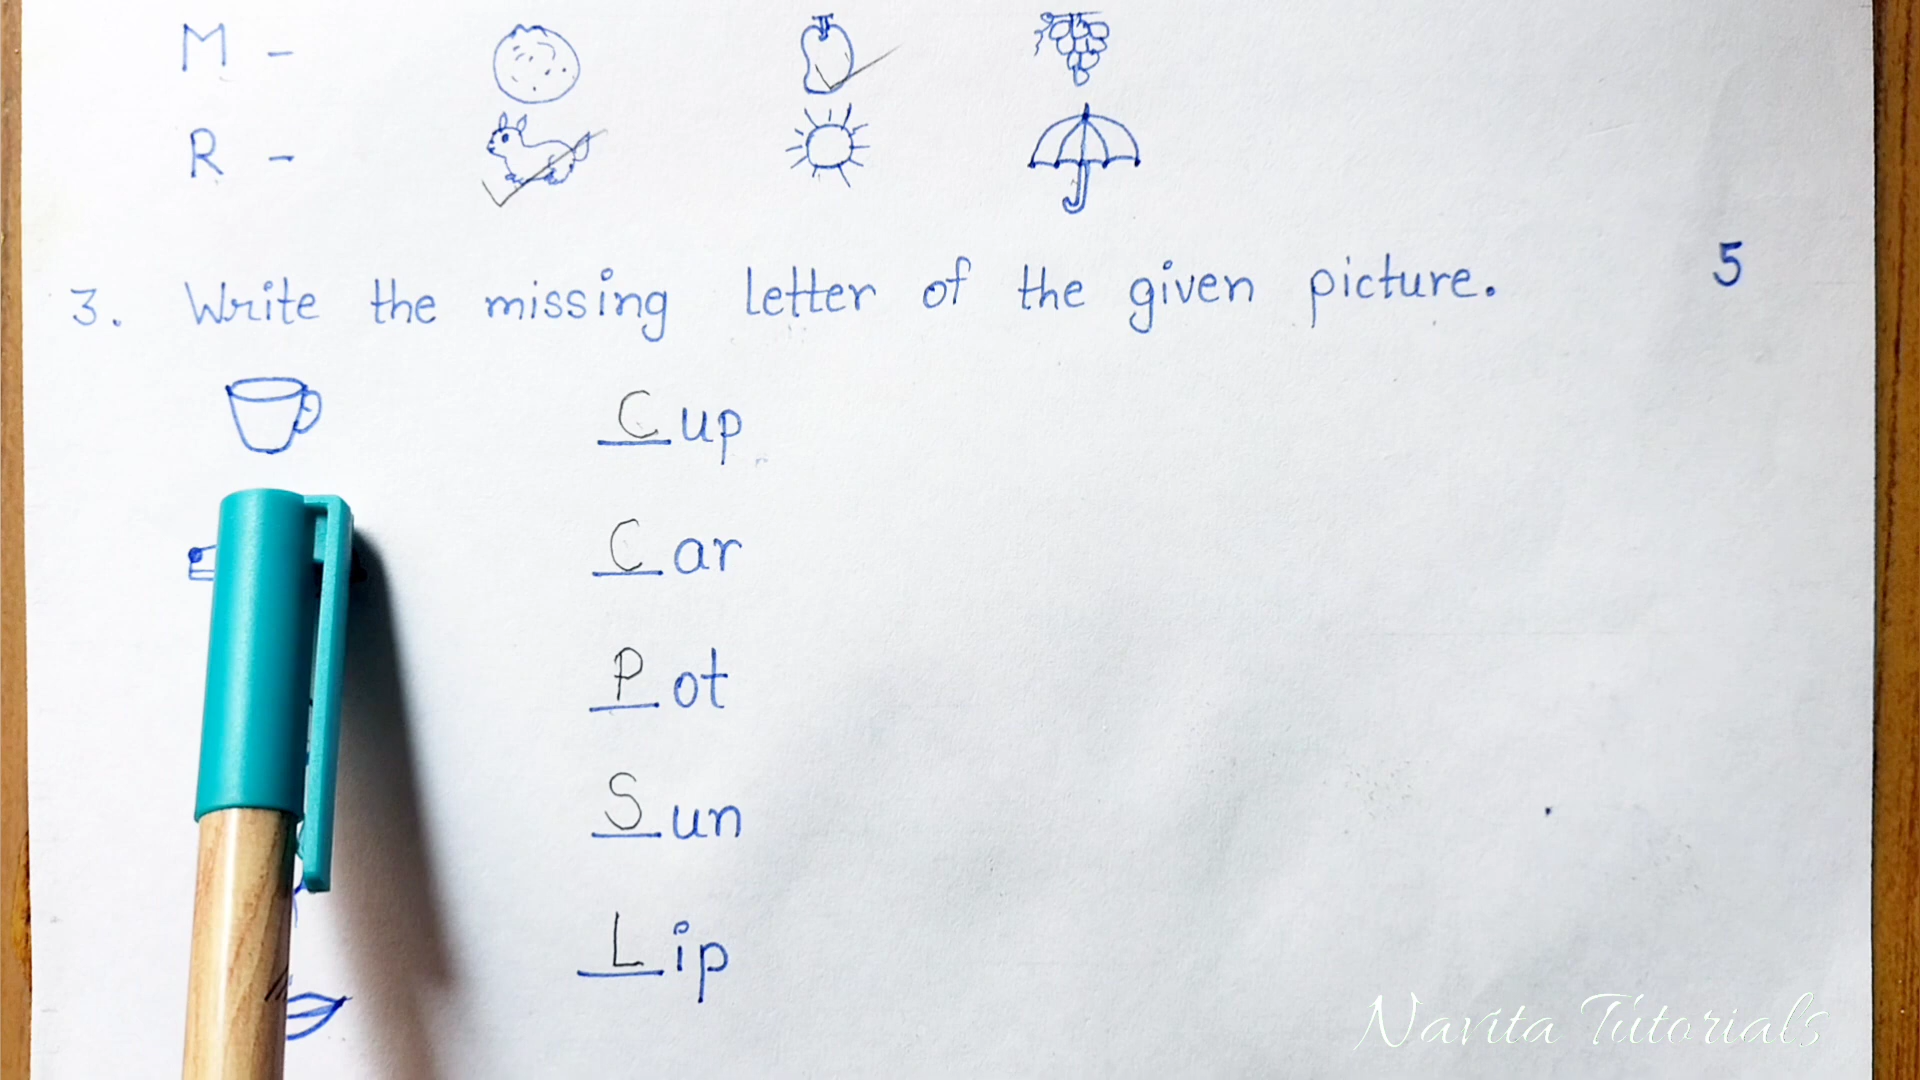 M -
R -
3. Write the missing letter of the given picture. 5
Cup
Car
Pot
Sun
Lip
Navita Tutorials